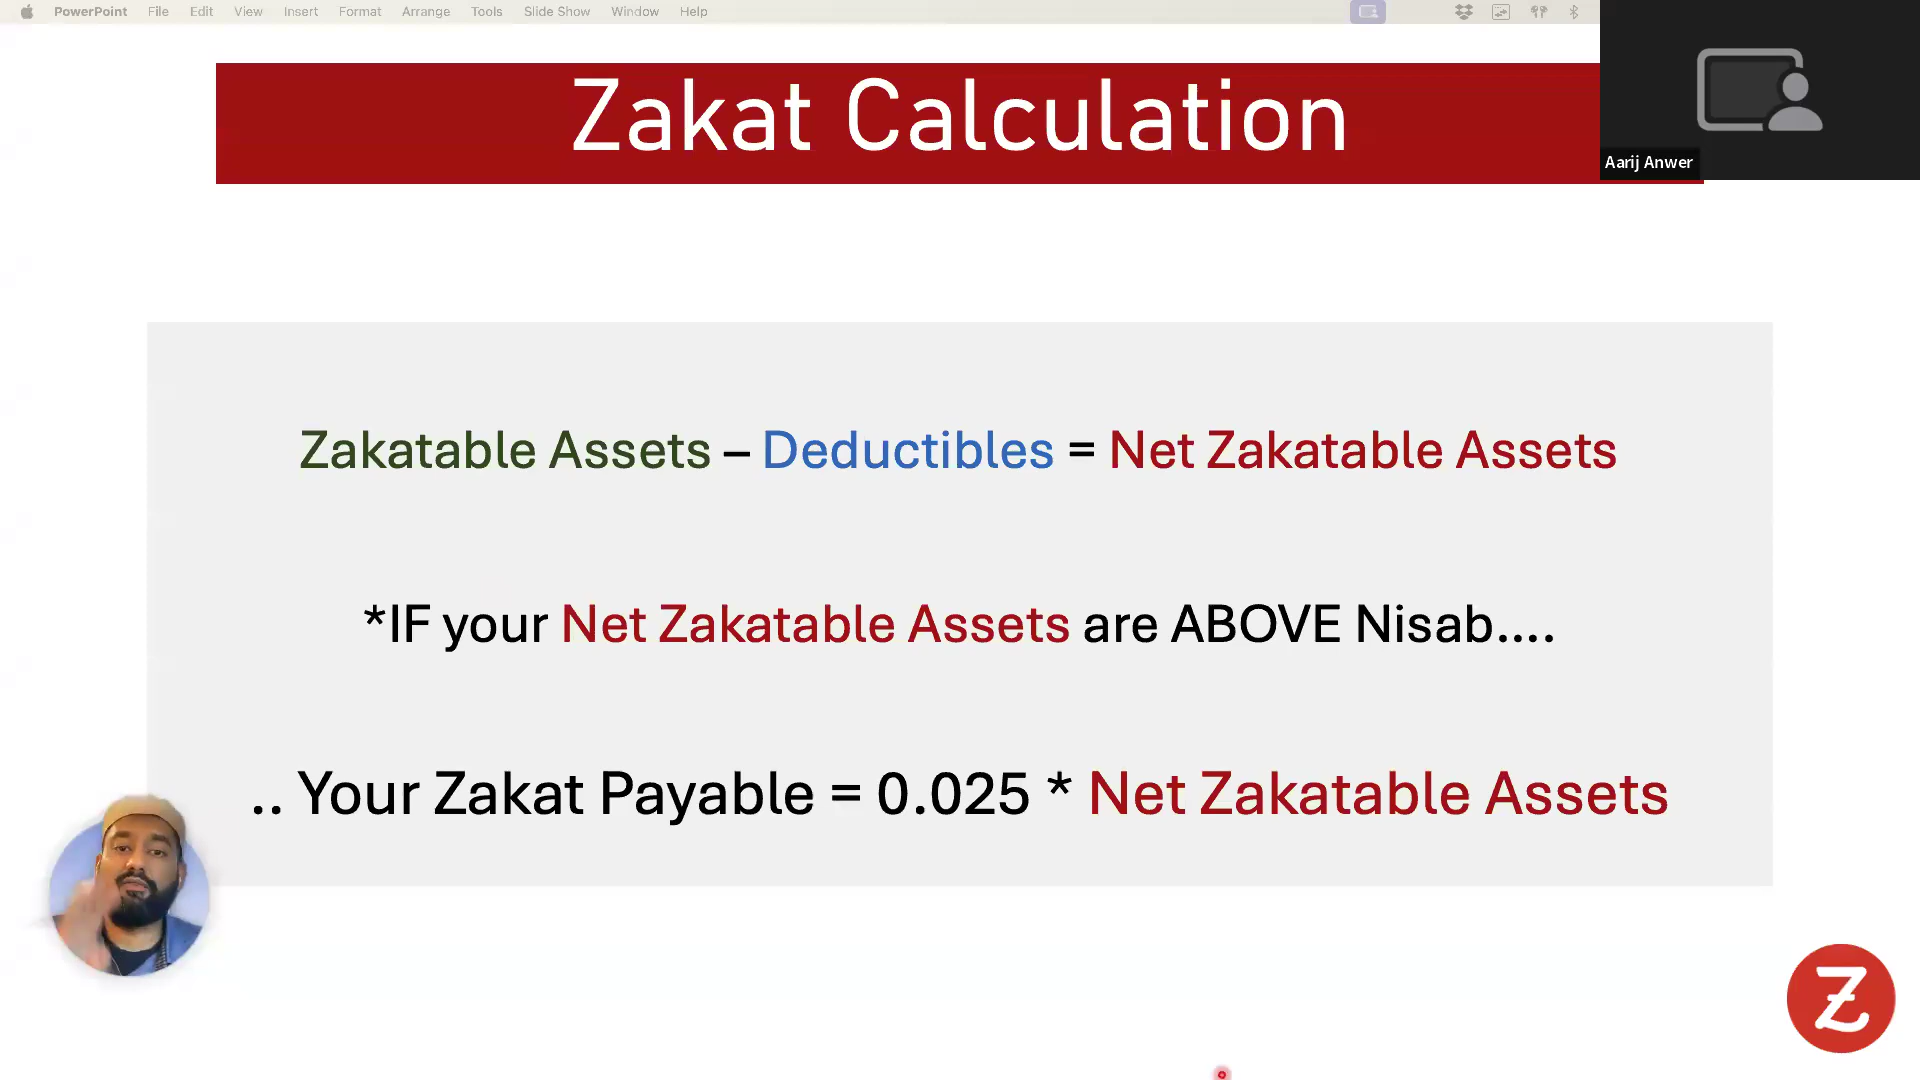 PowerPoint File Edit View Insert Format Arrange Tools Slide Show Window Help
Zakat Calculation
Aarij Anwer
Zakatable Assets – Deductibles = Net Zakatable Assets
*IF your Net Zakatable Assets are ABOVE Nisab....
.. Your Zakat Payable = 0.025 * Net Zakatable Assets
Z